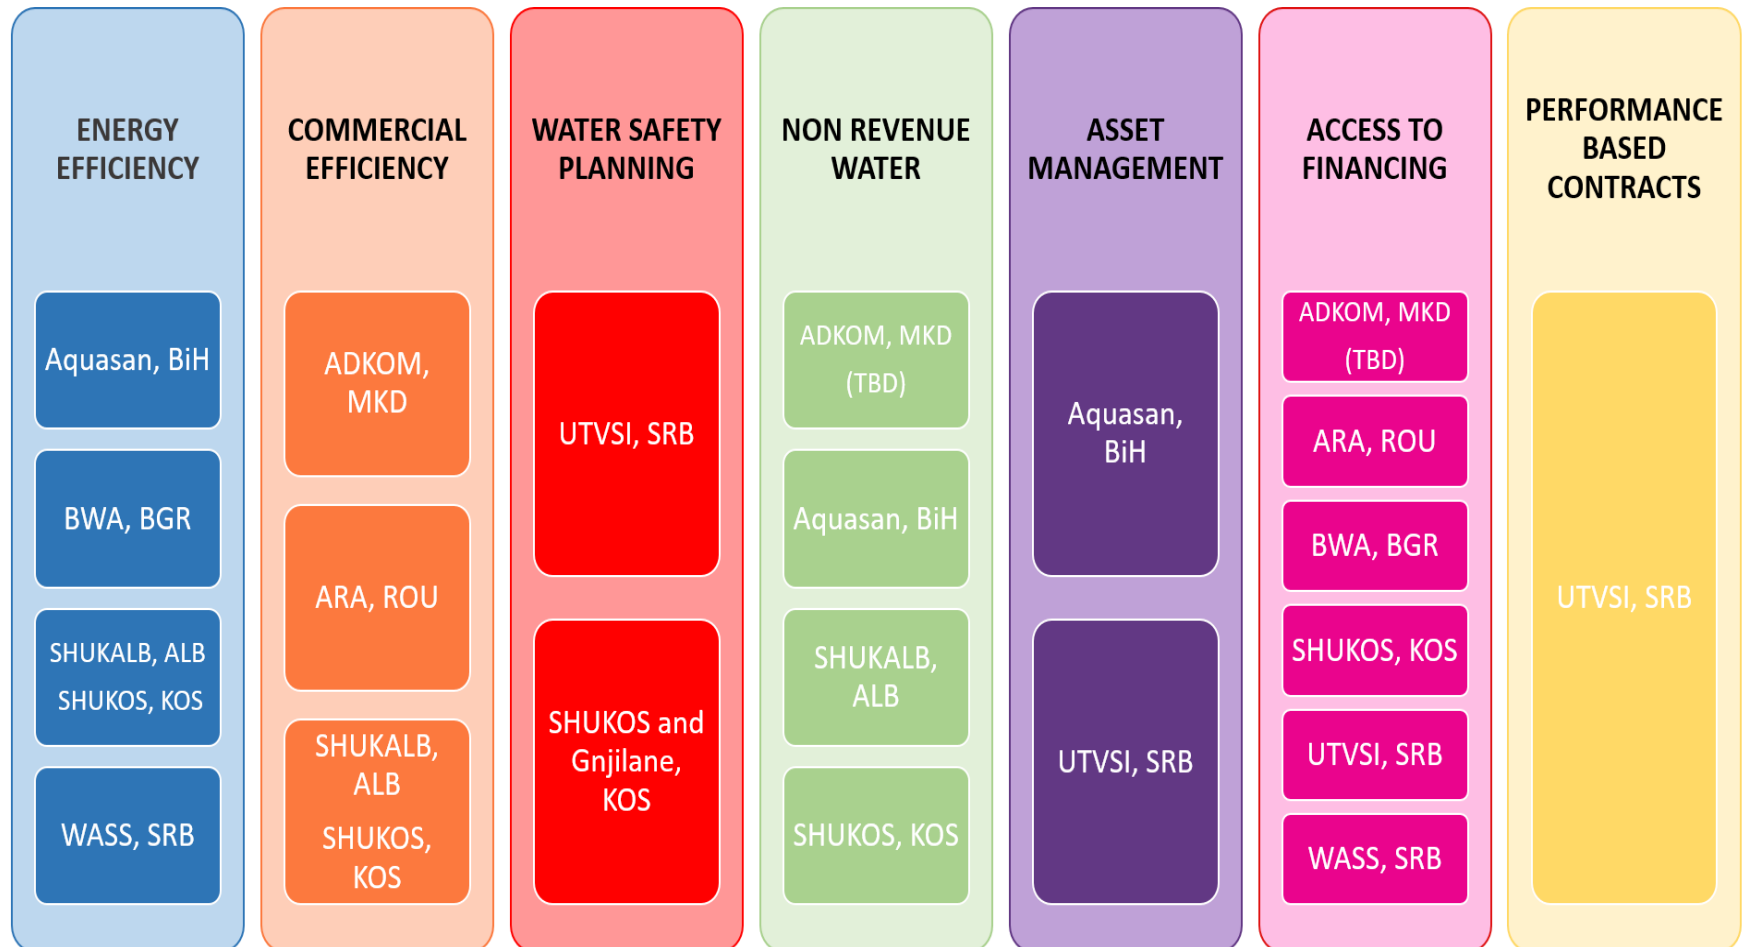 ENERGY
EFFICIENCY
Aquasan, BiH
BWA, BGR
SHUKALB, ALB
SHUKOS, KOS
WASS, SRB
COMMERCIAL
EFFICIENCY
ADKOM,
MKD
ARA, ROU
SHUKALB,
ALB
SHUKOS,
KOS
WATER SAFETY
PLANNING
UTVSI, SRB
SHUKOS and
Gnjilane,
KOS
NON REVENUE
WATER
ADKOM, MKD
(TBD)
Aquasan, BiH
SHUKALB,
ALB
SHUKOS, KOS
ASSET
MANAGEMENT
Aquasan,
BiH
UTVSI, SRB
ACCESS TO
FINANCING
ADKOM, MKD
(TBD)
ARA, ROU
BWA, BGR
SHUKOS, KOS
UTVSI, SRB
WASS, SRB
PERFORMANCE
BASED
CONTRACTS
UTVSI, SRB